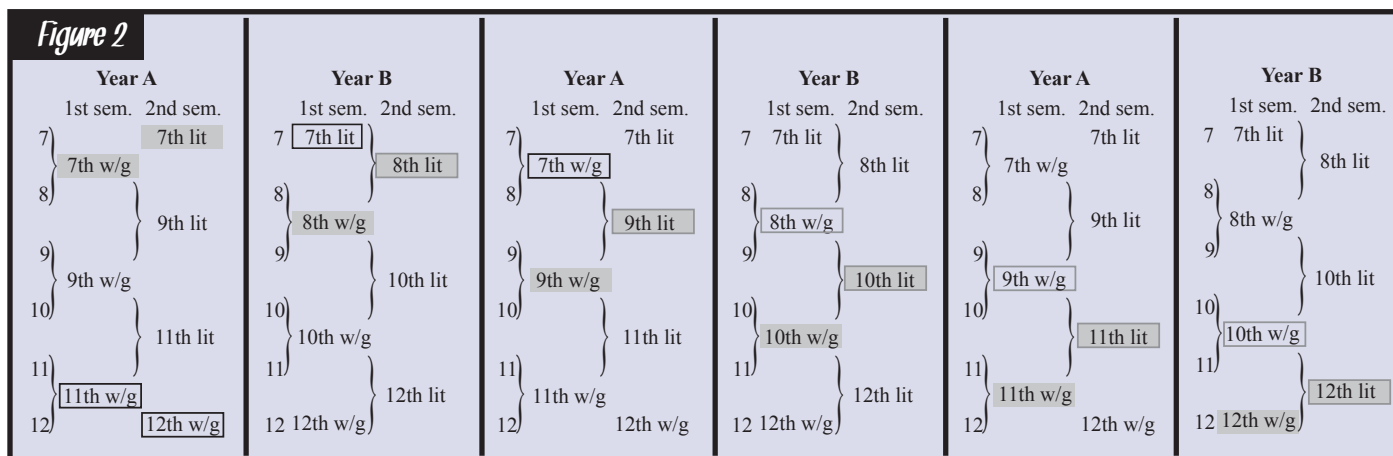 Figure 2
Year A
1st sem. 2nd sem.
7 7th lit
7th w/g
8
9th lit
9
9th w/g
10
11th lit
11
11th w/g
12 12th w/g
Year B
1st sem. 2nd sem.
7 7th lit
8th lit
8
8th w/g
9
10th lit
10
10th w/g
11
12th lit
12 12th w/g
Year A
1st sem. 2nd sem.
7 7th lit
7th w/g
8
9th lit
9
9th w/g
10
11th lit
11
11th w/g
12 12th w/g
Year B
1st sem. 2nd sem.
7 7th lit
8th lit
8
8th w/g
9
10th lit
10
10th w/g
11
12th lit
12 12th w/g
Year A
1st sem. 2nd sem.
7 7th lit
7th w/g
8
9th lit
9
9th w/g
10
11th lit
11
11th w/g
12 12th w/g
Year B
1st sem. 2nd sem.
7 7th lit
8th lit
8
8th w/g
9
10th lit
10
10th w/g
11
12th lit
12 12th w/g